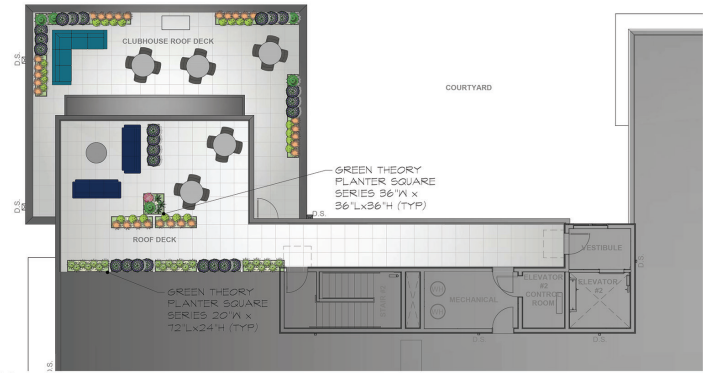 CLUBHOUSE ROOF DECK
D.S.
COURTYARD
GREEN THEORY
PLANTER SQUARE
SERIES 36"W x
36"Lx36"H (TYP)
D.S.
D.S.
ROOF DECK
VESTIBULE
D.S.
GREEN THEORY
PLANTER SQUARE
SERIES 20"W x
72"Lx24"H (TYP)
MECHANICAL
ELEVATOR
#2
CONTROL
ROOM
ELEVATOR
#2
D.S.
D.S.
D.S.